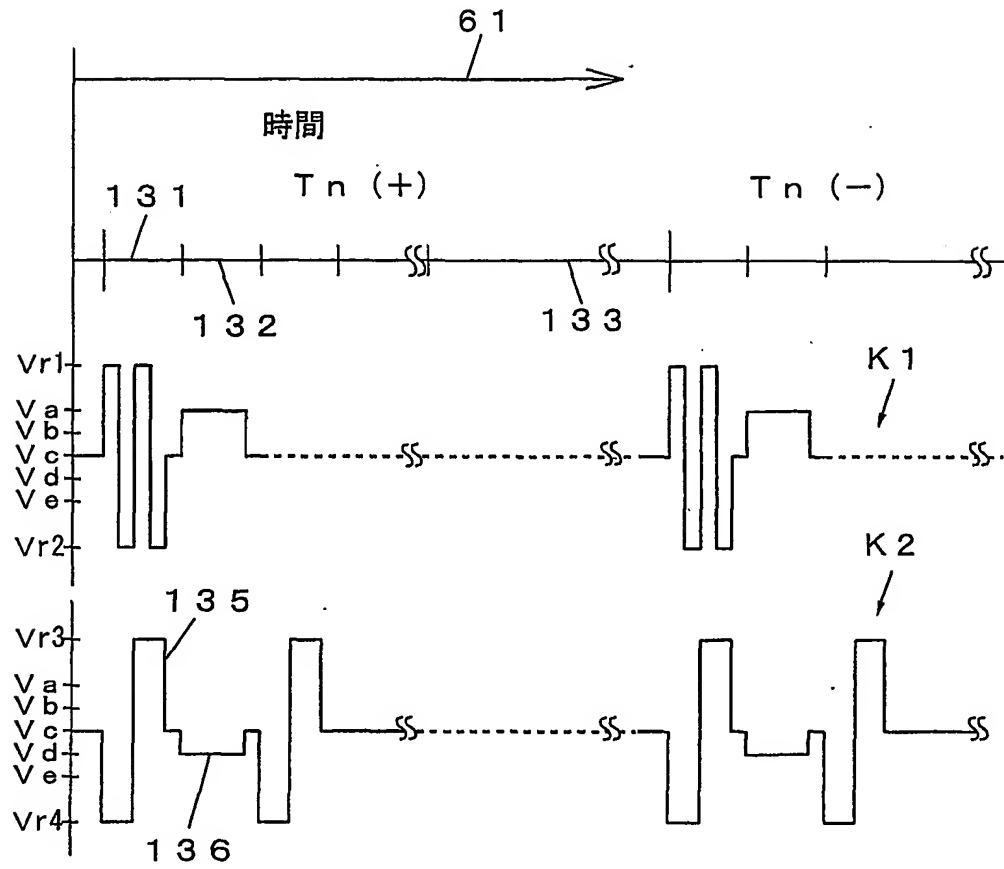 61
時間
Tn (+)
Tn (-)
131
132
133
Vr1
Va
Vb
Vc
Vd
Ve
Vr2
K1
135
Vr3
Va
Vb
Vc
Vd
Ve
Vr4
K2
136